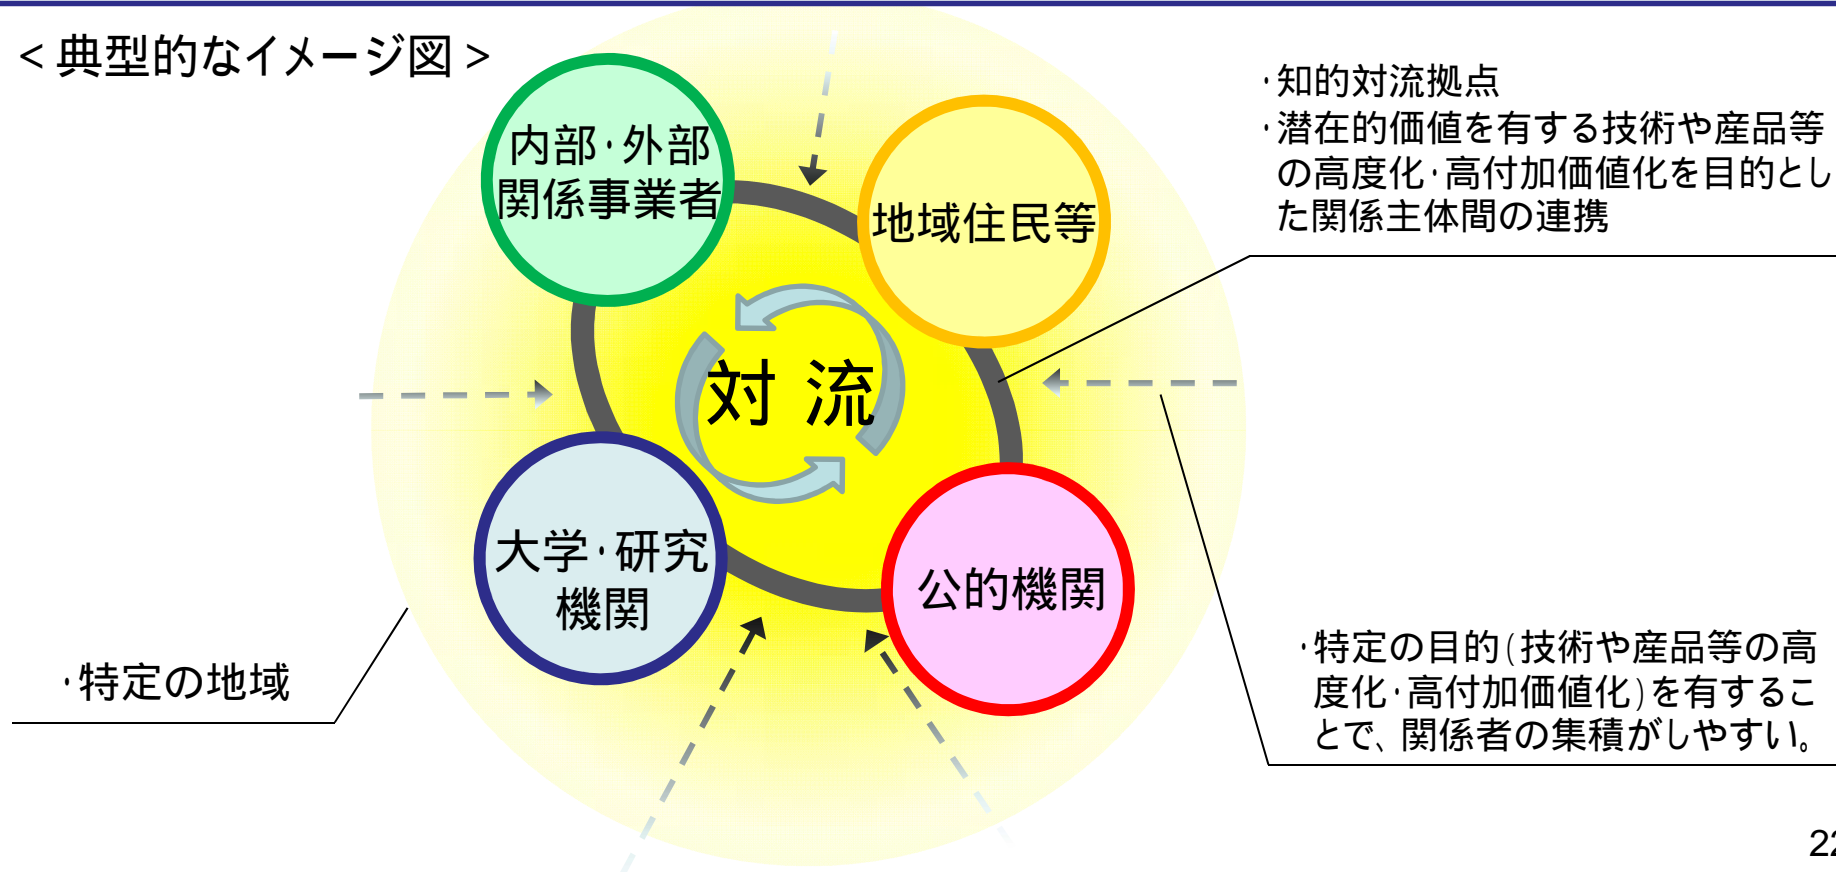 <典型的なイメージ図>
内部・外部
関係事業者
地域住民等
対流
大学・研究
機関
公的機関
・知的対流拠点
・潜在的価値を有する技術や産品等
の高度化・高付加価値化を目的とし
た関係主体間の連携
・特定の地域
・特定の目的(技術や産品等の高
度化・高付加価値化)を有するこ
とで、関係者の集積がしやすい。
22